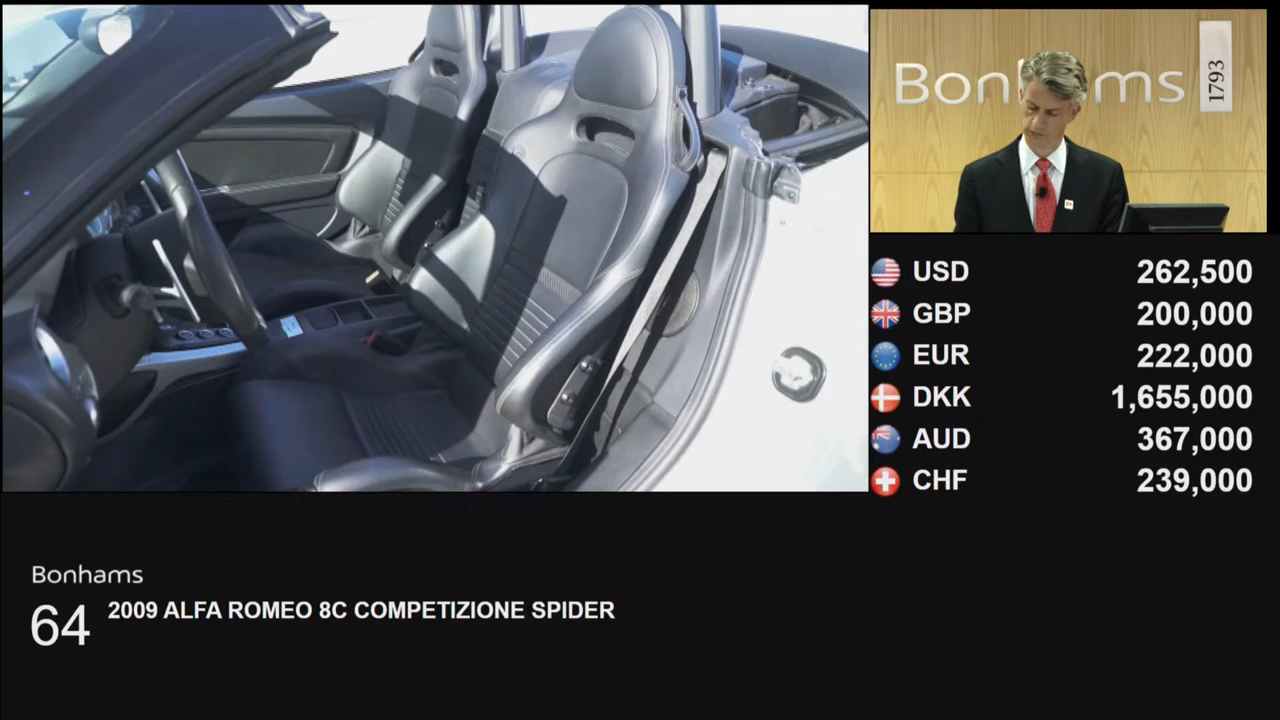 Bonhams
1793
USD 262,500
GBP 200,000
EUR 222,000
DKK 1,655,000
AUD 367,000
CHF 239,000
Bonhams
64
2009 ALFA ROMEO 8C COMPETIZIONE SPIDER